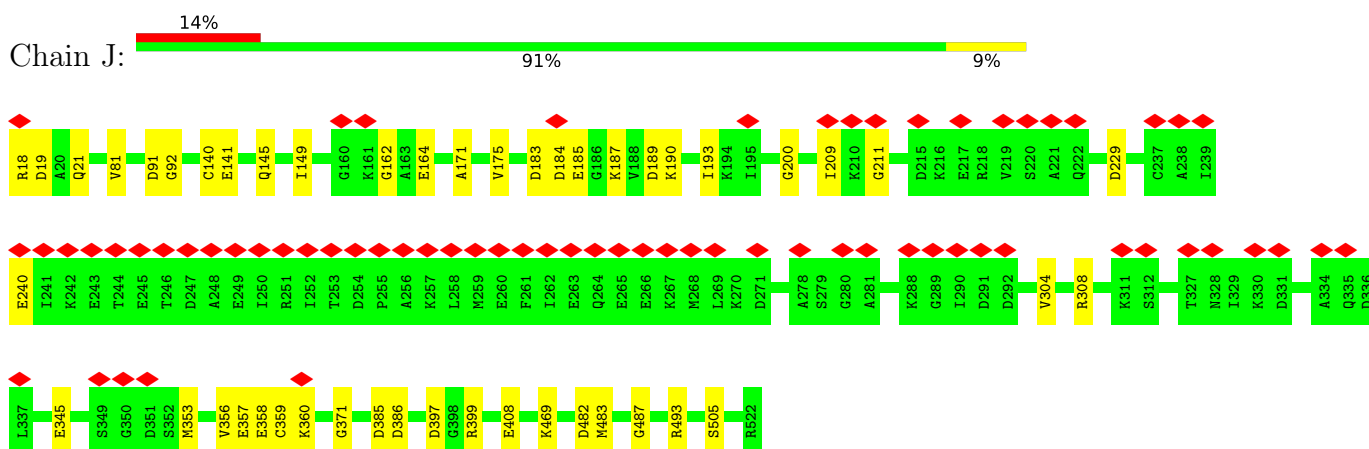 14%
Chain J:
91% 9%
R18 D19 A20 Q21 V81 D91 G92 C140 E141 Q145 I149 G160 K161 G162 A163 E164 A171 V175 D183 D184 E185 G186 K187 V188 D189 K190 I193 K194 I195 G200 I209 K210 G211 D215 K216 E217 R218 V219 S220 A221 Q222 D229 C237 A238 I239
E240 I241 K242 E243 T244 E245 T246 D247 A248 E249 I250 R251 I252 T253 D254 P255 A256 K257 L258 M259 E260 F261 I262 E263 Q264 E265 E266 K267 M268 L269 K270 D271 A278 S279 G280 A281 K288 G289 I290 D291 D292 V304 R308 K311 S312 T327 N328 I329 K330 D331 A334 Q335 D336
L337 E345 S349 G350 D351 S352 M353 V356 E357 E358 C359 K360 G371 D385 D386 D397 G398 R399 E408 K469 D482 M483 G487 R493 S505 R522